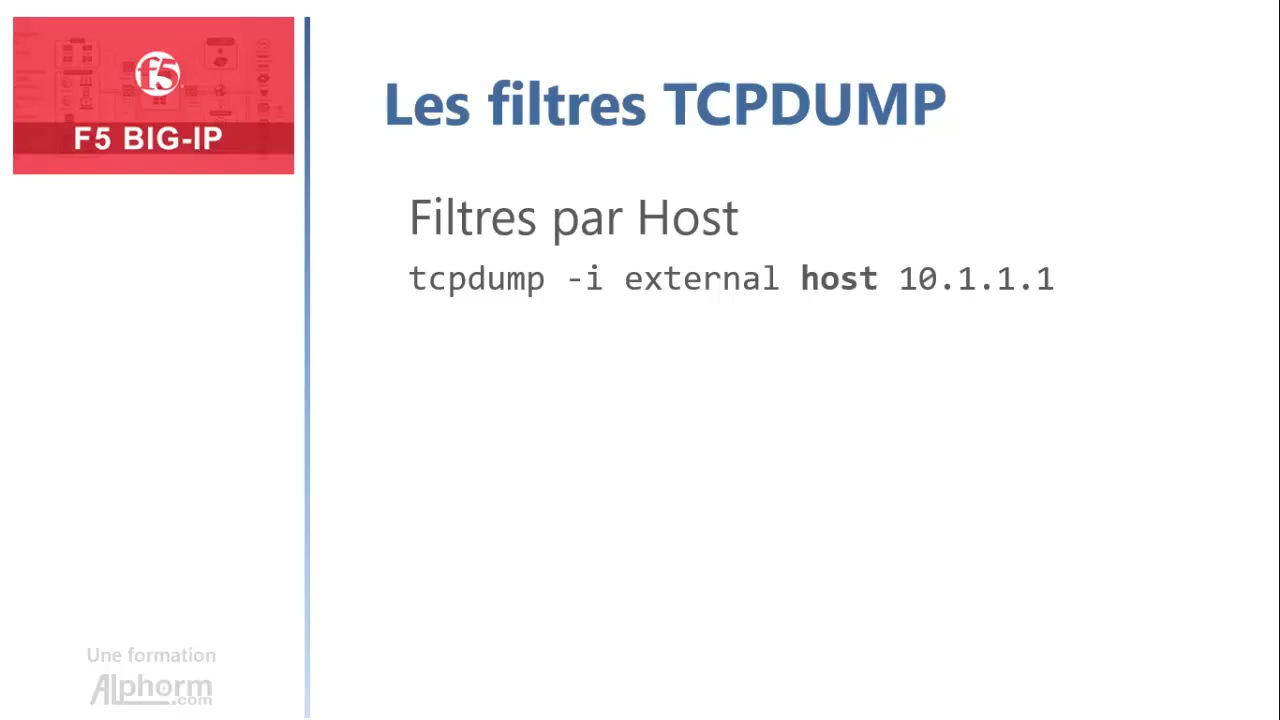 f5
F5 BIG-IP
Les filtres TCPDUMP
Filtres par Host
tcpdump -i external host 10.1.1.1
Une formation
Alphorm
.com